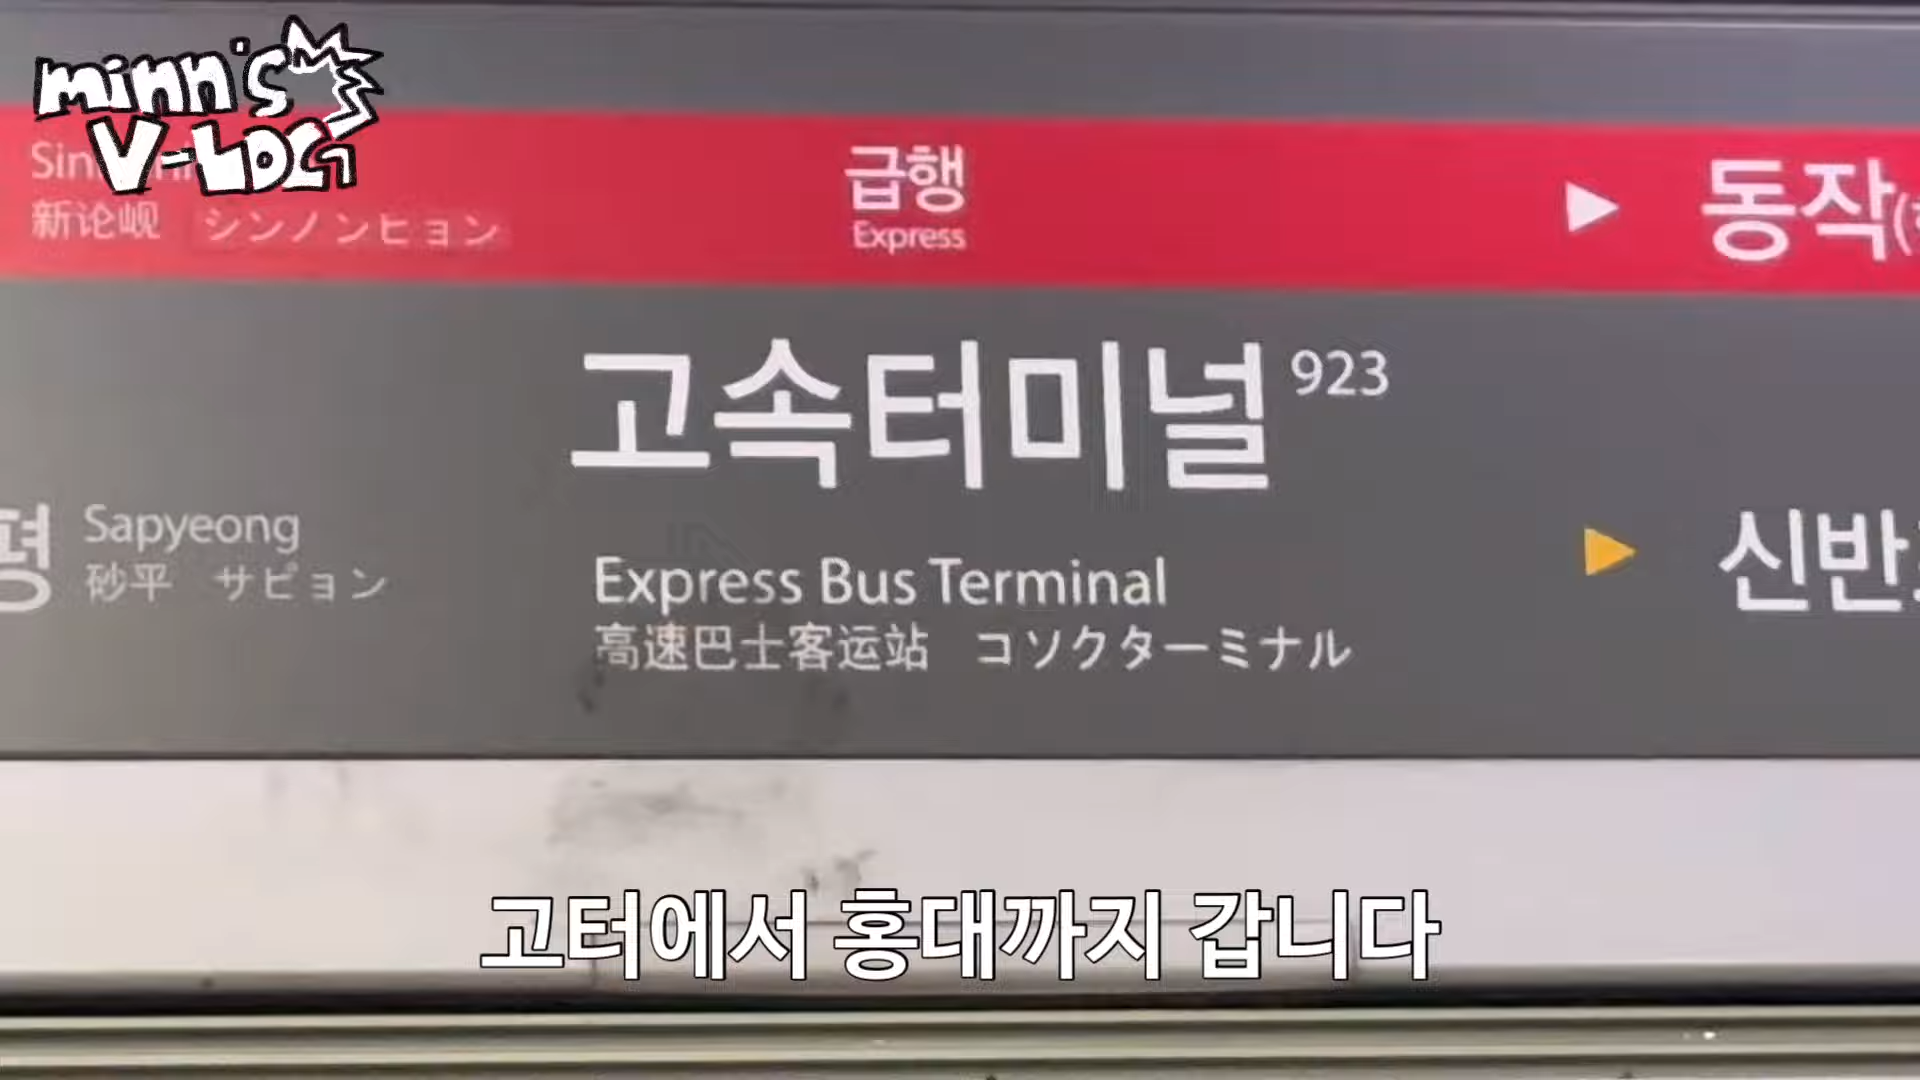 minn's
V-LOG
新论岘 シンノンヒョン
급행
Express
동작
고속터미널 923
Express Bus Terminal
高速巴士客运站 コソクターミナル
Sapyeong
砂平 サピョン
신반
고터에서 홍대까지 갑니다